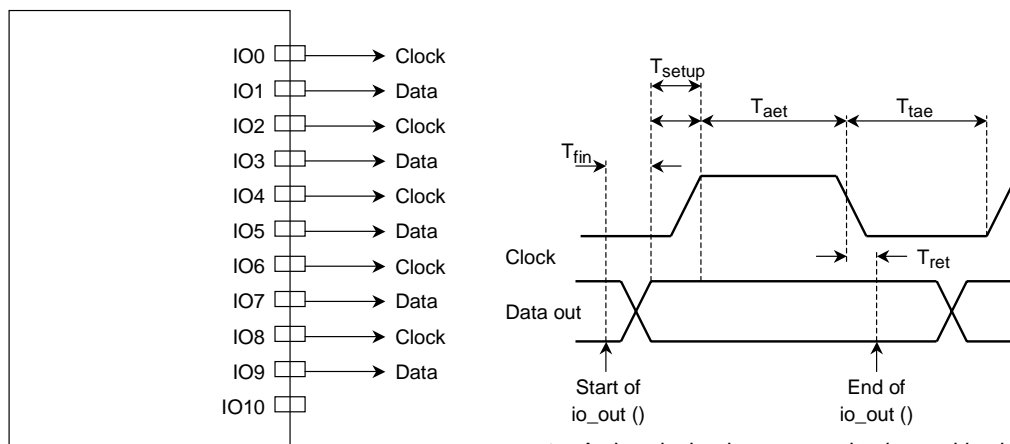 IO0 Clock
IO1 Data
IO2 Clock
IO3 Data
IO4 Clock
IO5 Data
IO6 Clock
IO7 Data
IO8 Clock
IO9 Data
IO10
Tsetup
Taet
Ttae
Tfin
Clock
Tret
Data out
Start of
io_out ()
End of
io_out ()